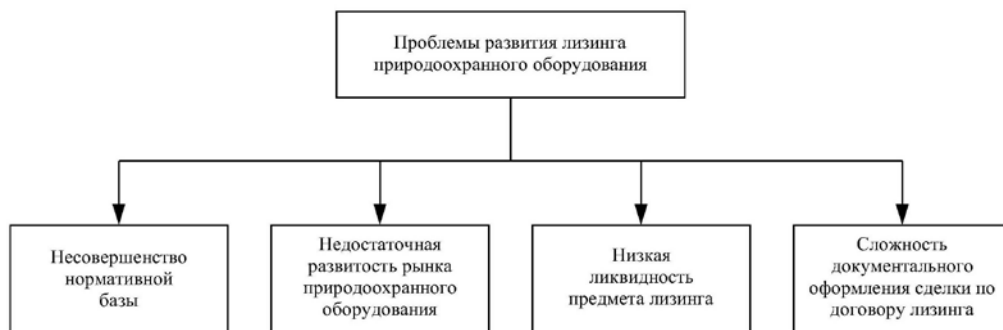 Проблемы развития лизинга
природоохранного оборудования
Несовершенство
нормативной
базы
Недостаточная
развитость рынка
природоохранного
оборудования
Низкая
ликвидность
предмета лизинга
Сложность
документального
оформления сделки по
договору лизинга